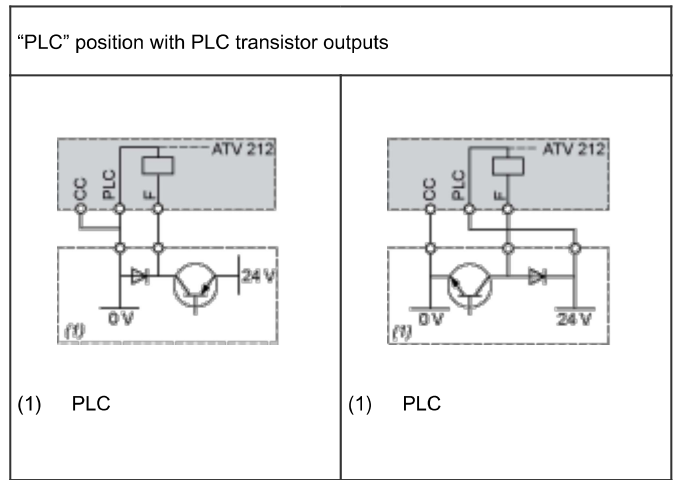 “PLC” position with PLC transistor outputs
ATV 212
CC
PLC
F
24 V
0 V
(1)
(1) PLC
ATV 212
CC
PLC
F
0V
24 V
(1)
(1) PLC